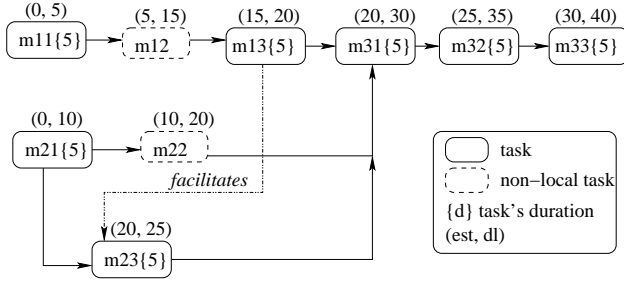 (0, 5) (5, 15) (15, 20) (20, 30) (25, 35) (30, 40)
m11{5} m12 m13{5} m31{5} m32{5} m33{5}
(0, 10) (10, 20)
m21{5} m22
facilitates
(20, 25)
m23{5}
task
non-local task
{d} task's duration
(est, dl)